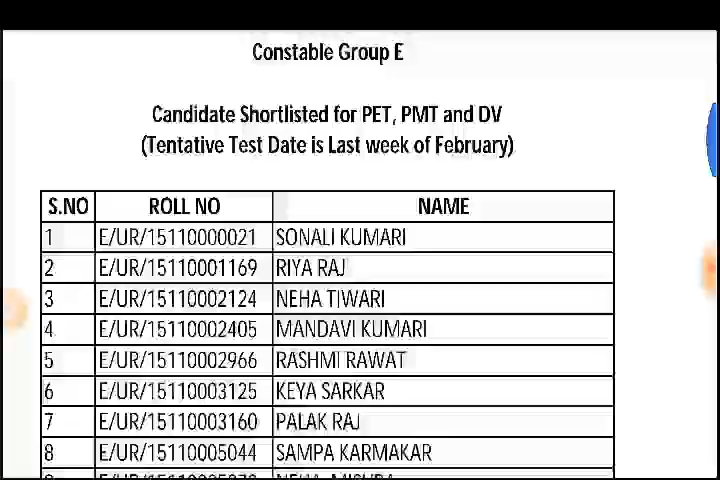 Constable Group E
Candidate Shortlisted for PET, PMT and DV
(Tentative Test Date is Last week of February)
S.NO ROLL NO NAME
1 E/UR/15110000021 SONALI KUMARI
2 E/UR/15110001169 RIYA RAJ
3 E/UR/15110002124 NEHA TIWARI
4 E/UR/15110002405 MANDAVI KUMARI
5 E/UR/15110002966 RASHMI RAWAT
6 E/UR/15110003125 KEYA SARKAR
7 E/UR/15110003160 PALAK RAJ
8 E/UR/15110005044 SAMPA KARMAKAR